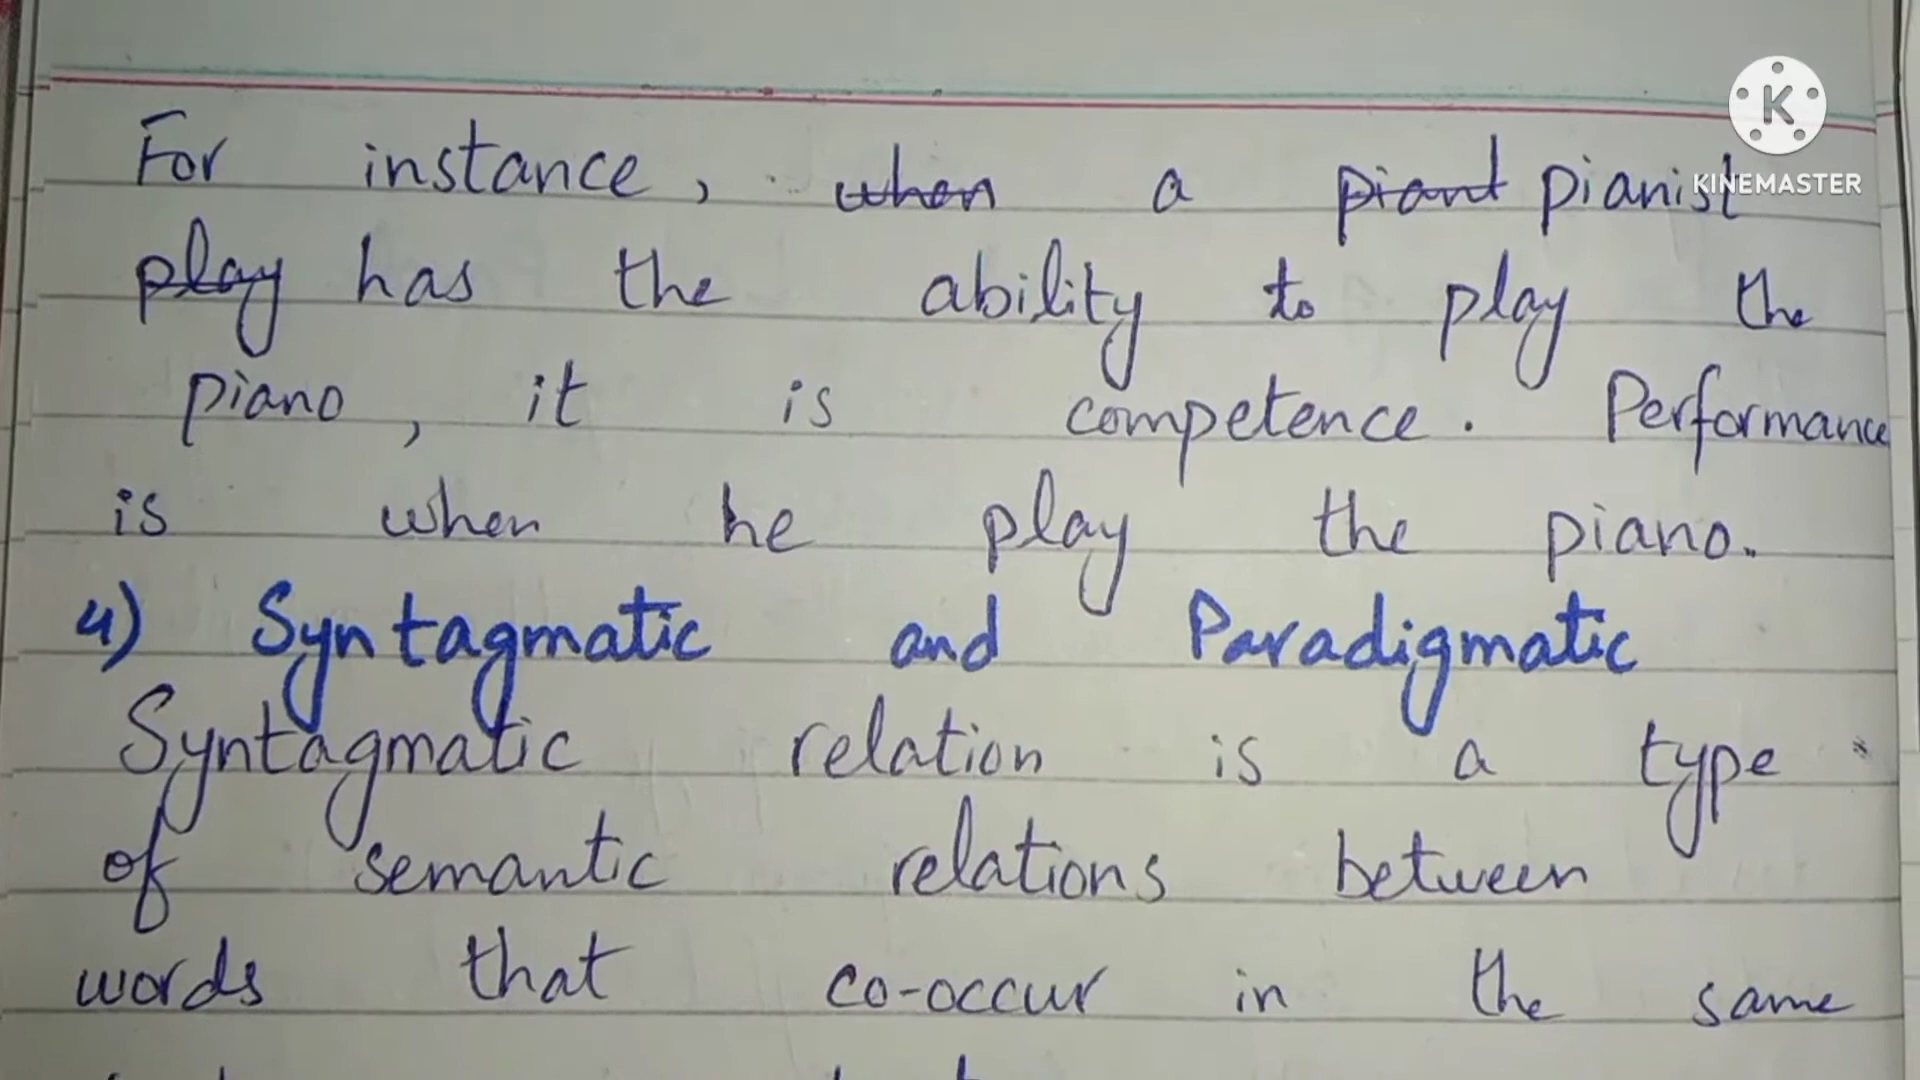 For instance, when a piant pianist
play has the ability to play the
piano, it is competence. Performance
is when he play the piano.
4) Syntagmatic and Paradigmatic
Syntagmatic relation is a type
of semantic relations between
words that co-occur in the same
K
KINEMASTER